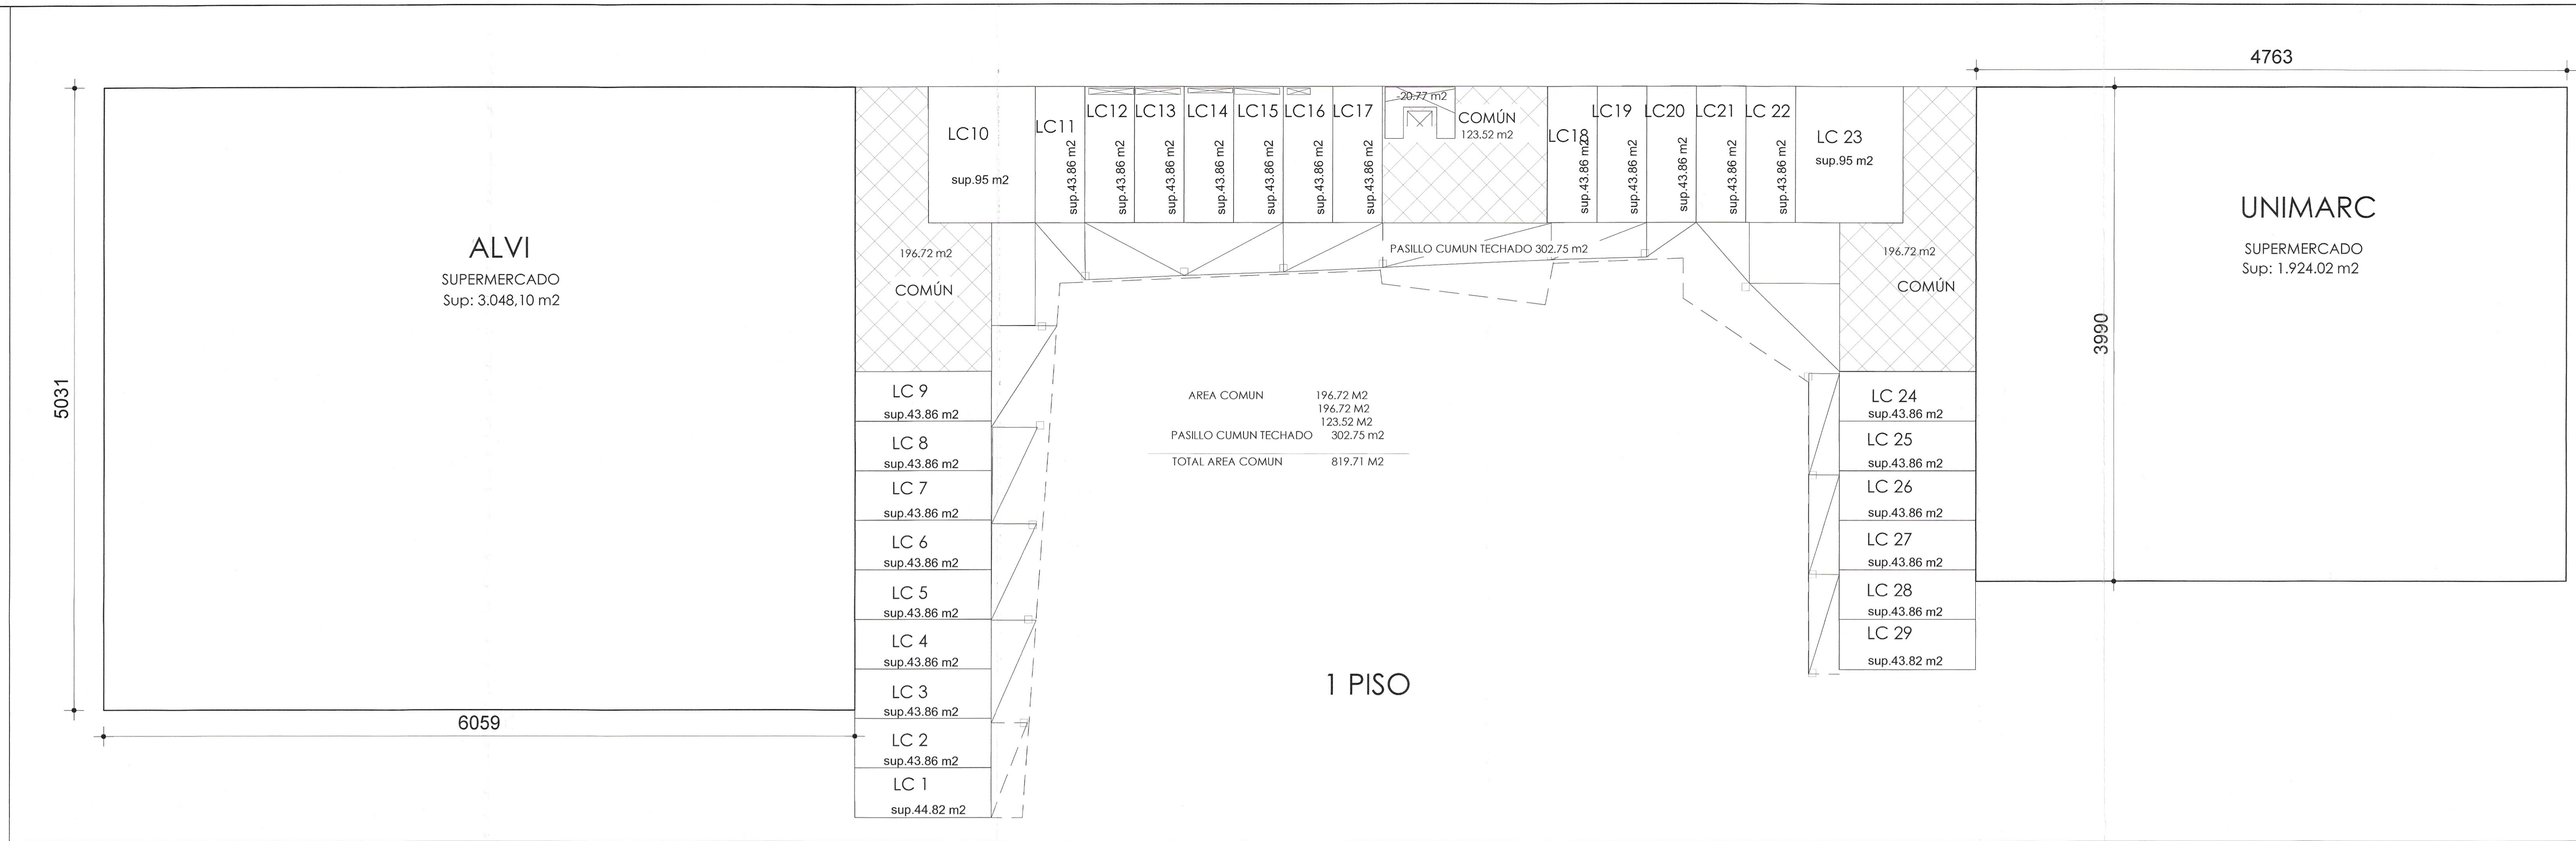 4763
5031
ALVI
SUPERMERCADO
Sup: 3.048,10 m2
6059
196.72 m2
COMÚN
LC10
sup.95 m2
LC11
sup.43.86 m2
LC12
sup.43.86 m2
LC13
sup.43.86 m2
LC14
sup.43.86 m2
LC15
sup.43.86 m2
LC16
sup.43.86 m2
LC17
sup.43.86 m2
-20.77 m2
COMÚN
123.52 m2
LC18
sup.43.86 m2
LC19
sup.43.86 m2
LC20
sup.43.86 m2
LC21
sup.43.86 m2
LC 22
sup.43.86 m2
LC 23
sup.95 m2
PASILLO CUMUN TECHADO 302.75 m2
196.72 m2
COMÚN
UNIMARC
SUPERMERCADO
Sup: 1.924.02 m2
3990
LC 9
sup.43.86 m2
LC 8
sup.43.86 m2
LC 7
sup.43.86 m2
LC 6
sup.43.86 m2
LC 5
sup.43.86 m2
LC 4
sup.43.86 m2
LC 3
sup.43.86 m2
LC 2
sup.43.86 m2
LC 1
sup.44.82 m2
AREA COMUN 196.72 M2
196.72 M2
123.52 M2
PASILLO CUMUN TECHADO 302.75 m2
TOTAL AREA COMUN 819.71 M2
1 PISO
LC 24
sup.43.86 m2
LC 25
sup.43.86 m2
LC 26
sup.43.86 m2
LC 27
sup.43.86 m2
LC 28
sup.43.86 m2
LC 29
sup.43.82 m2